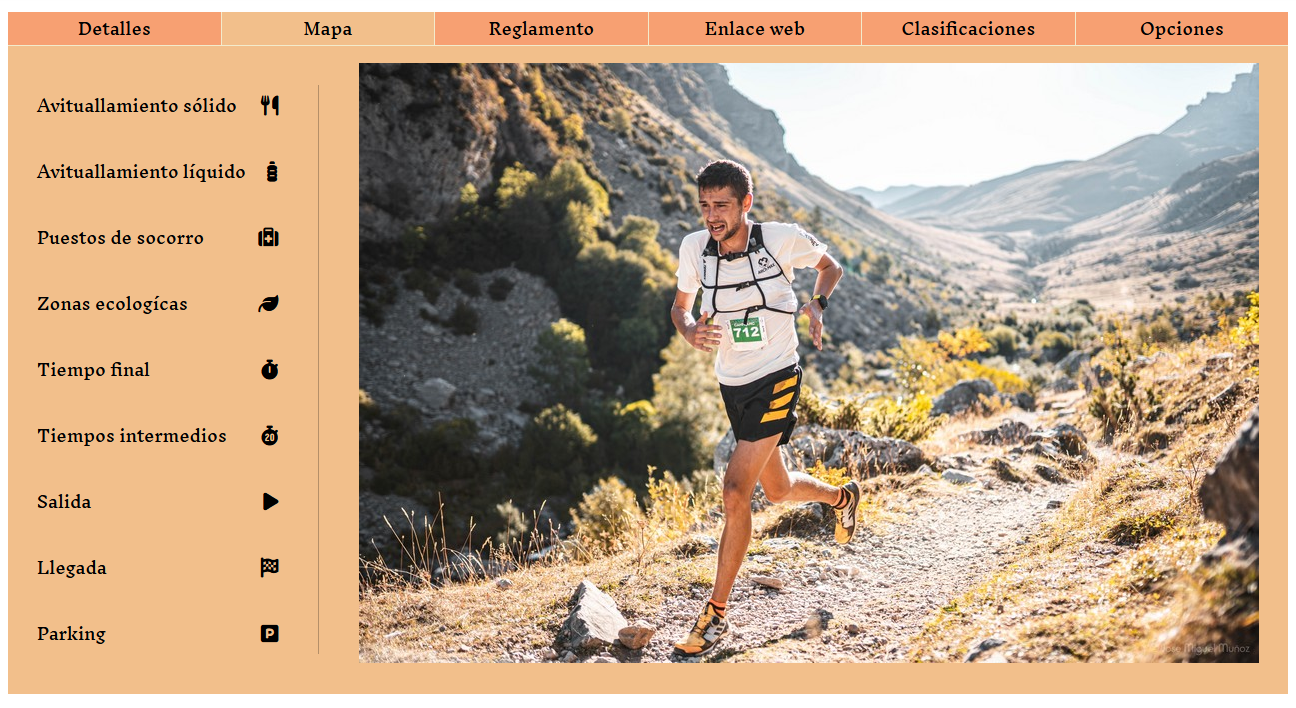 Detalles
Mapa
Reglamento
Enlace web
Clasificaciones
Opciones
Avituallamiento sólido
Avituallamiento líquido
Puestos de socorro
Zonas ecologícas
Tiempo final
Tiempos intermedios
20
Salida
Llegada
Parking
P
712
Jose Miguel Muñoz